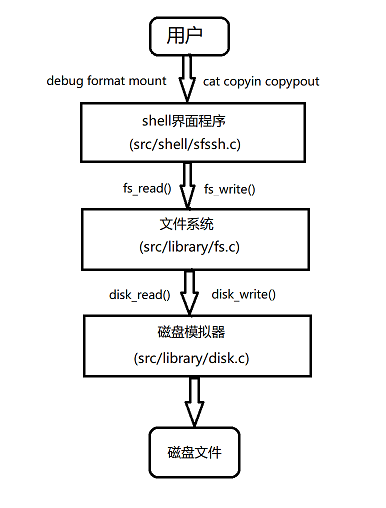 用户
debug format mount cat copyin copypout
shell界面程序
(src/shell/sfssh.c)
fs_read() fs_write()
文件系统
(src/library/fs.c)
disk_read() disk_write()
磁盘模拟器
(src/library/disk.c)
磁盘文件